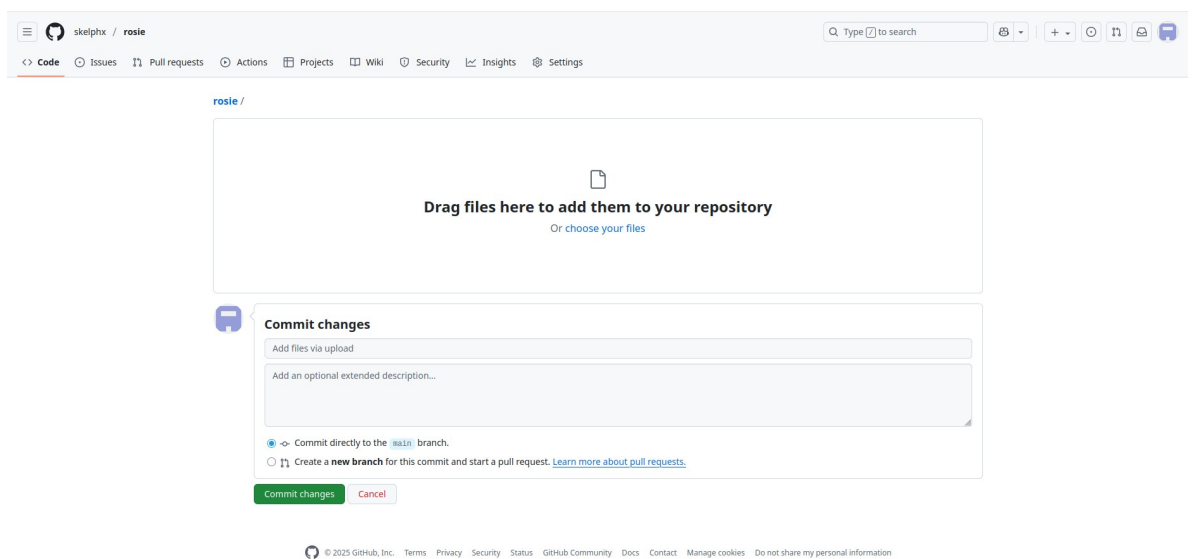 skelphx / rosie
Type / to search
Code Issues Pull requests Actions Projects Wiki Security Insights Settings
rosie /
Drag files here to add them to your repository
Or choose your files
Commit changes
Add files via upload
Add an optional extended description...
Commit directly to the main branch.
Create a new branch for this commit and start a pull request. Learn more about pull requests.
Commit changes Cancel
© 2025 GitHub, Inc. Terms Privacy Security Status GitHub Community Docs Contact Manage cookies Do not share my personal information